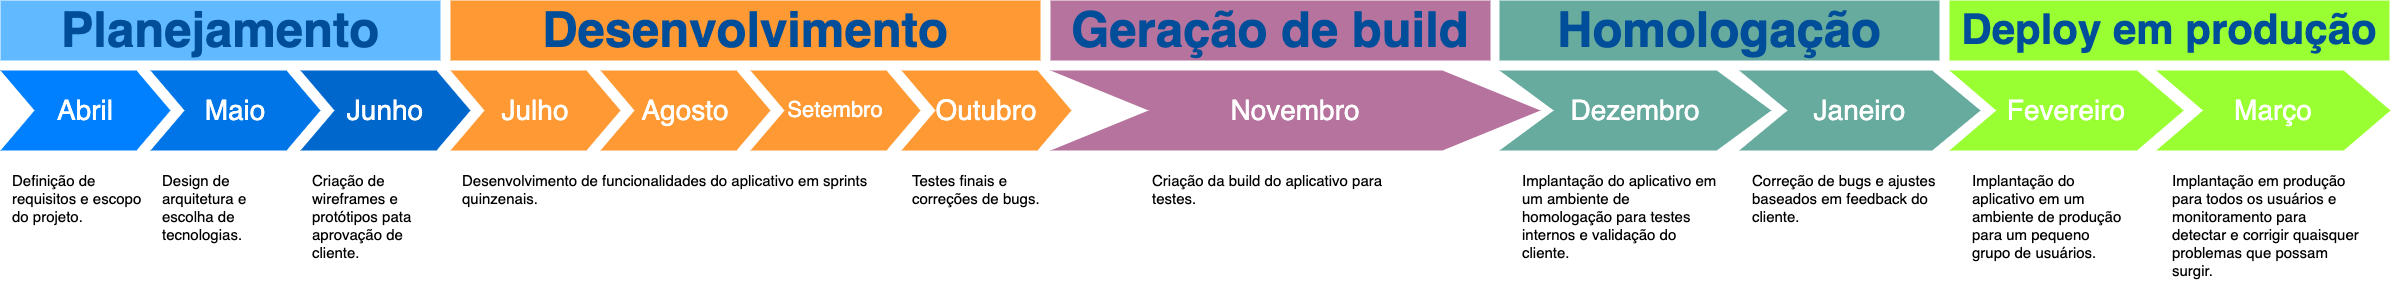 Planejamento
Desenvolvimento
Geração de build
Homologação
Deploy em produção
Abril
Maio
Junho
Julho
Agosto
Setembro
Outubro
Novembro
Dezembro
Janeiro
Fevereiro
Março
Definição de
requisitos e escopo
do projeto.
Design de
arquitetura e
escolha de
tecnologias.
Criação de
wireframes e
protótipos pata
aprovação de
cliente.
Desenvolvimento de funcionalidades do aplicativo em sprints
quinzenais.
Testes finais e
correções de bugs.
Criação da build do aplicativo para
testes.
Implantação do aplicativo em
um ambiente de
homologação para testes
internos e validação do
cliente.
Correção de bugs e ajustes
baseados em feedback do
cliente.
Implantação do
aplicativo em um
ambiente de produção
para um pequeno
grupo de usuários.
Implantação em produção
para todos os usuários e
monitoramento para
detectar e corrigir quaisquer
problemas que possam
surgir.